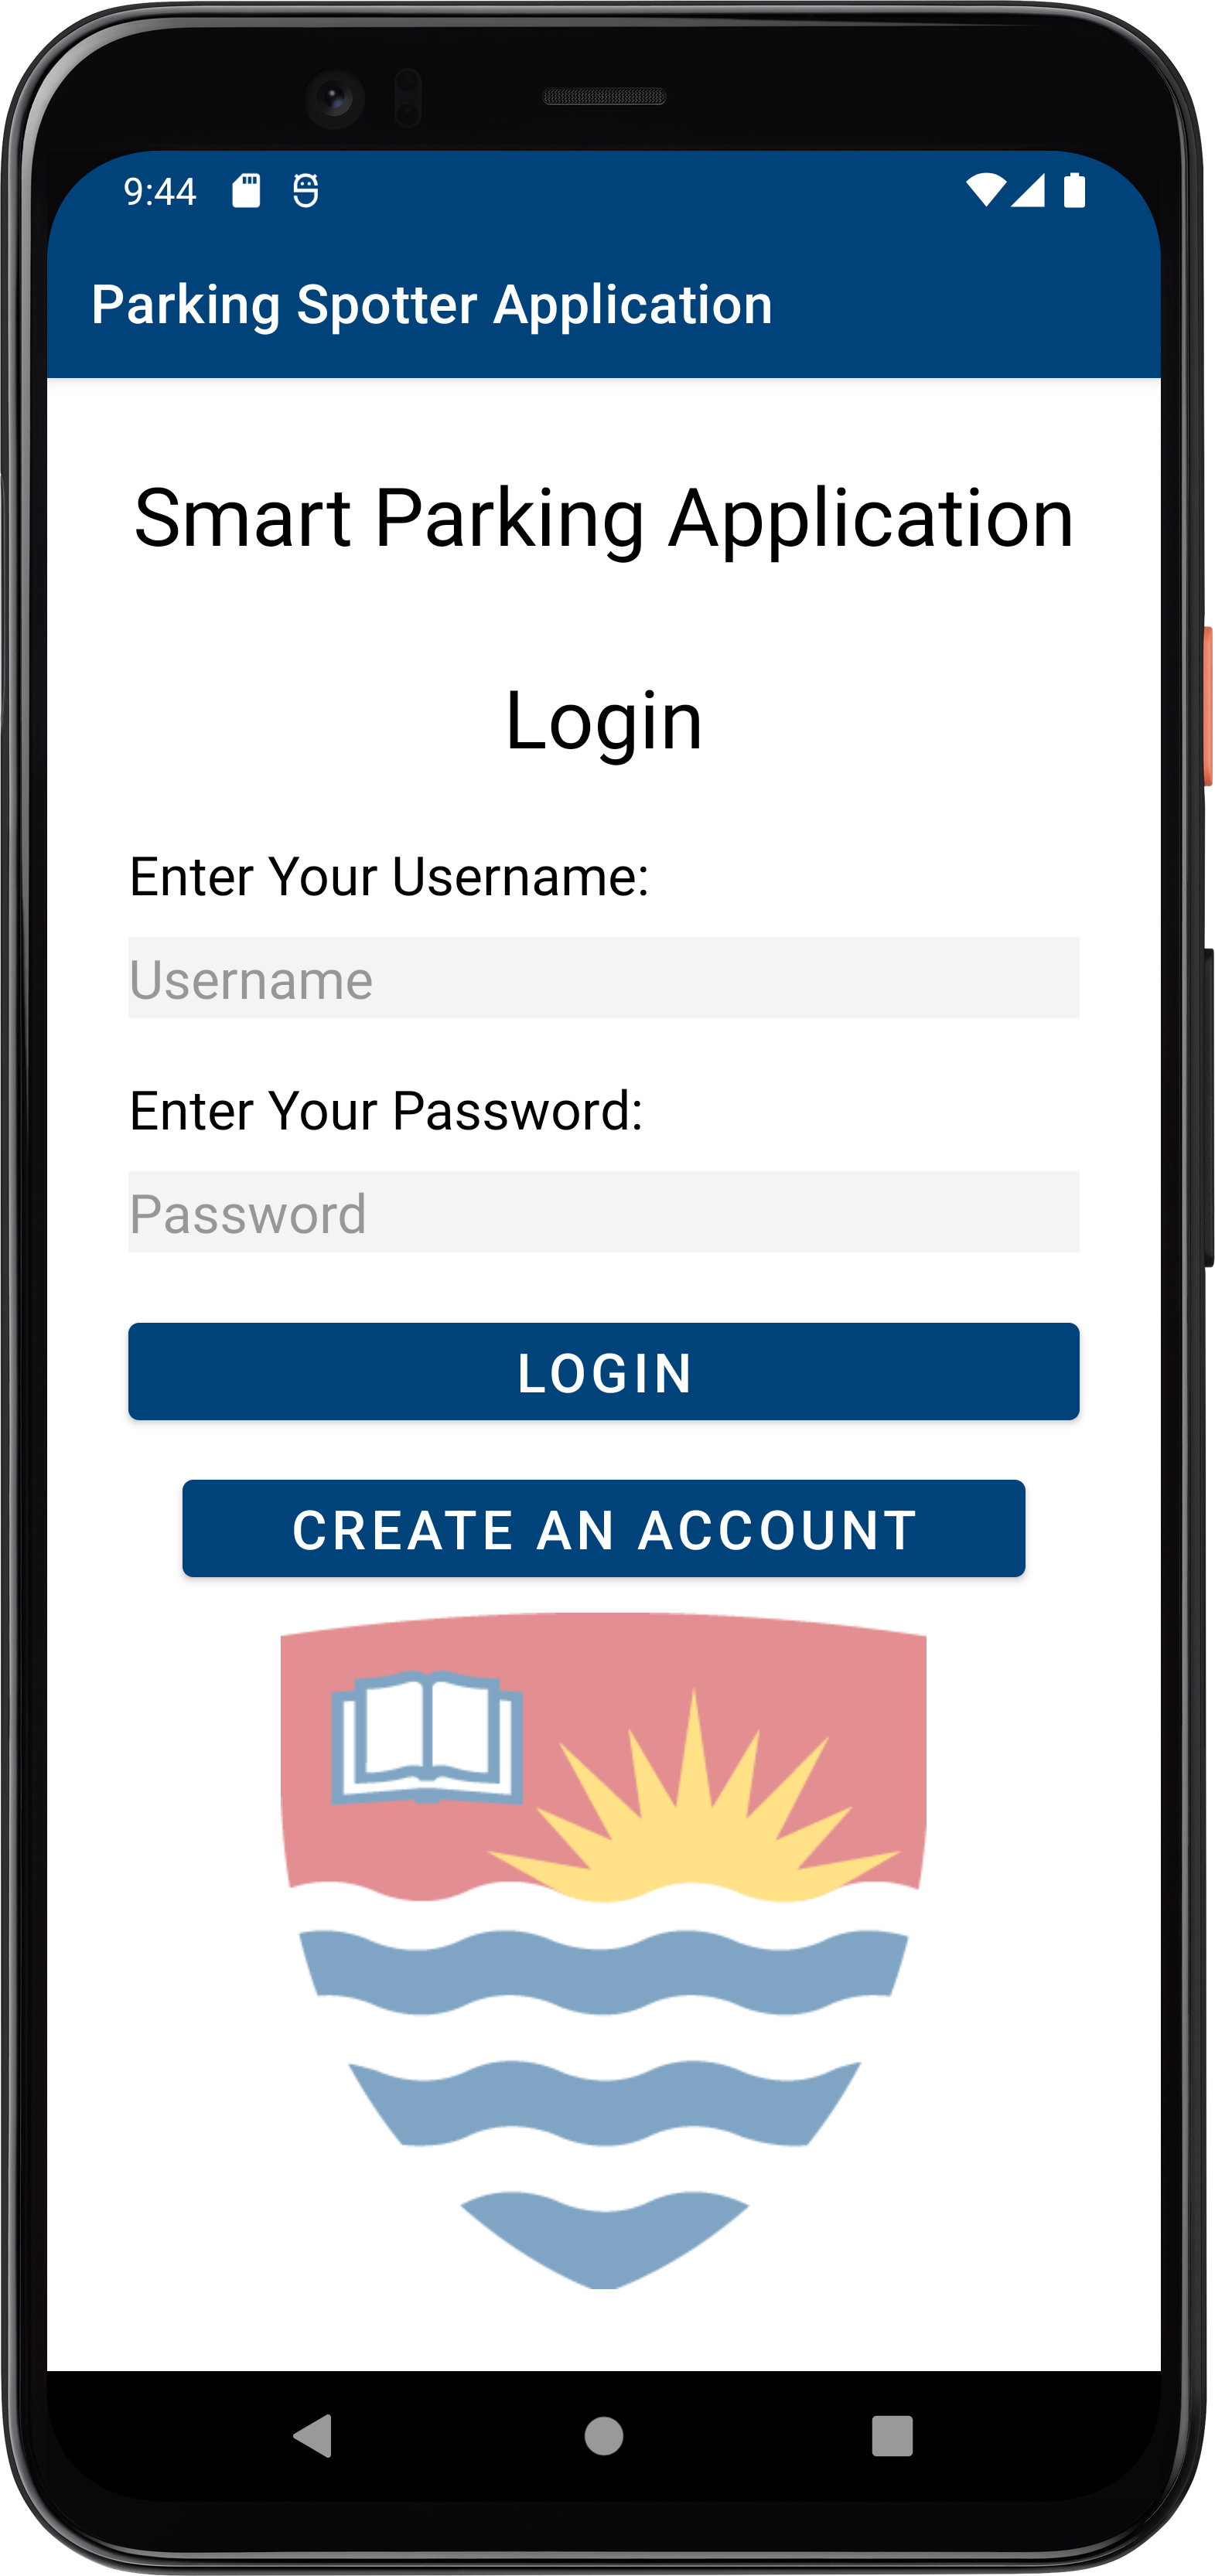 9:44
Parking Spotter Application
Smart Parking Application
Login
Enter Your Username:
Username
Enter Your Password:
Password
LOGIN
CREATE AN ACCOUNT